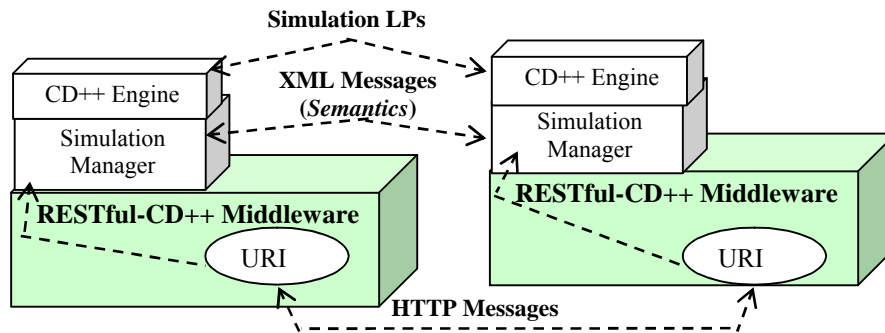 Simulation LPs
CD++ Engine
XML Messages
(Semantics)
CD++ Engine
Simulation
Manager
Simulation
Manager
RESTful-CD++ Middleware
RESTful-CD++ Middleware
URI
URI
HTTP Messages